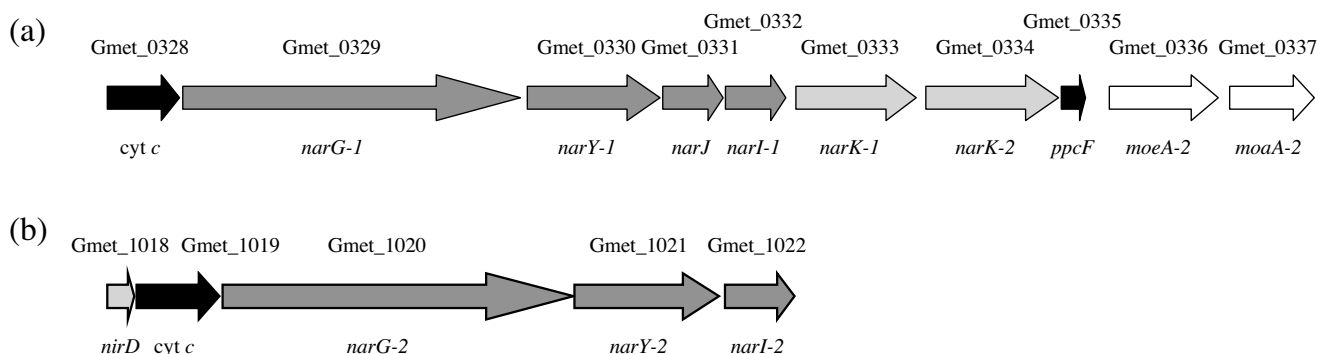 (a)
Gmet_0328 Gmet_0329 Gmet_0330 Gmet_0331 Gmet_0332 Gmet_0333 Gmet_0334 Gmet_0335 Gmet_0336 Gmet_0337
cyt c narG-1 narY-1 narJ narI-1 narK-1 narK-2 ppcF moeA-2 moaA-2
(b)
Gmet_1018 Gmet_1019 Gmet_1020 Gmet_1021 Gmet_1022
nirD cyt c narG-2 narY-2 narI-2